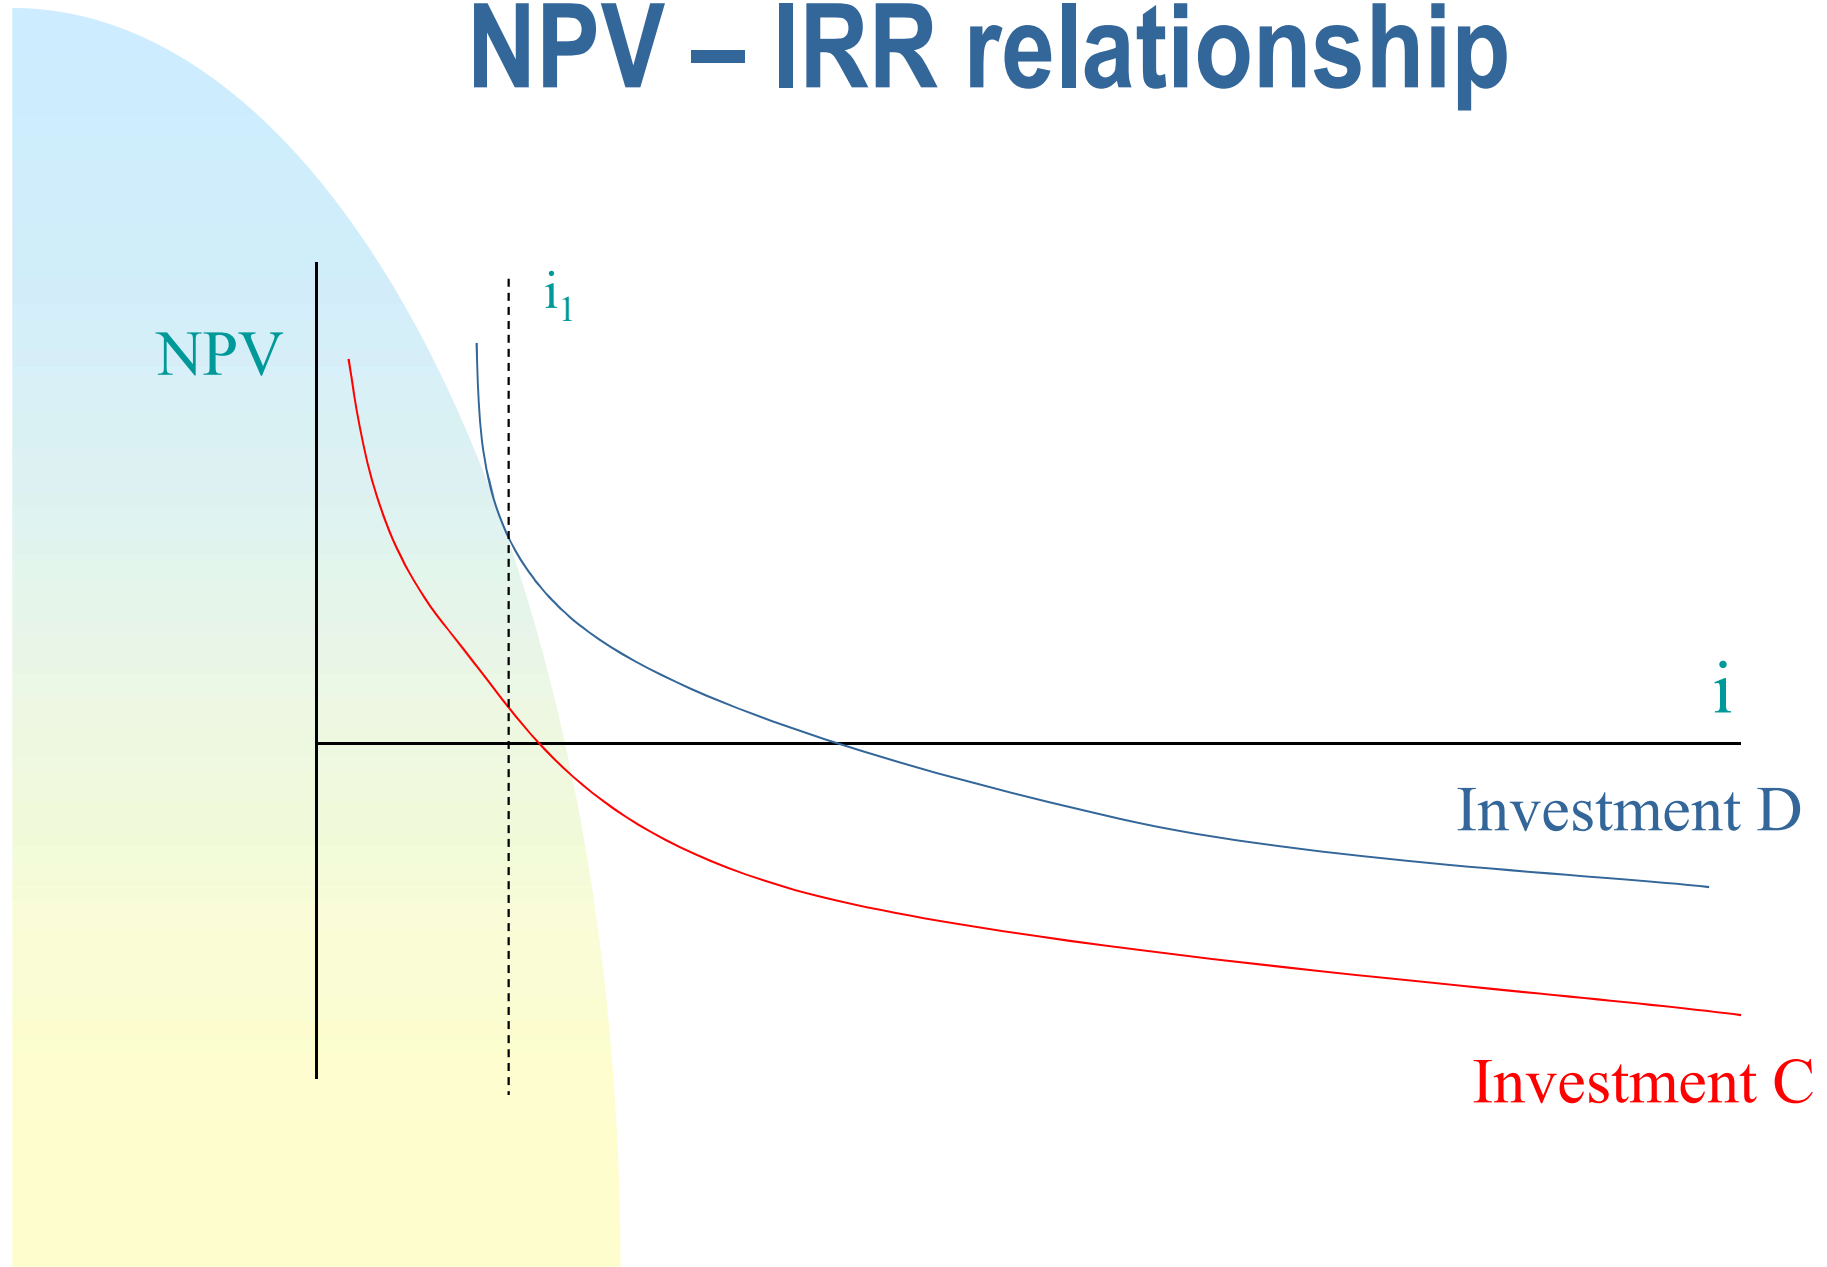 NPV – IRR relationship
i₁
NPV
i
Investment D
Investment C